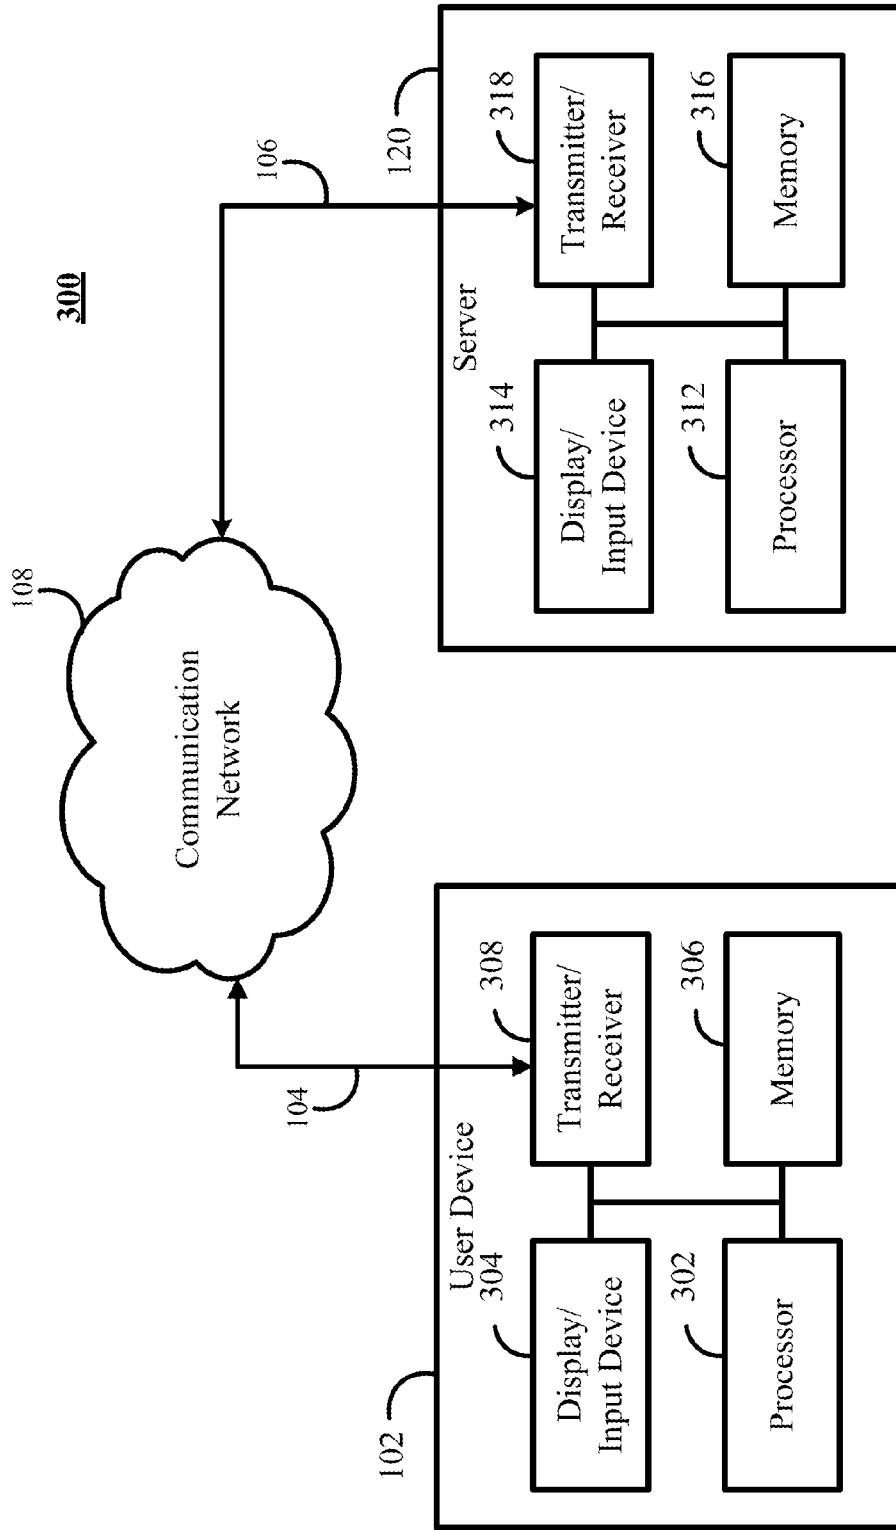 300
108
Communication
Network
104
106
102
User Device
304
Display/
Input Device
308
Transmitter/
Receiver
302
Processor
306
Memory
120
Server
314
Display/
Input Device
318
Transmitter/
Receiver
312
Processor
316
Memory